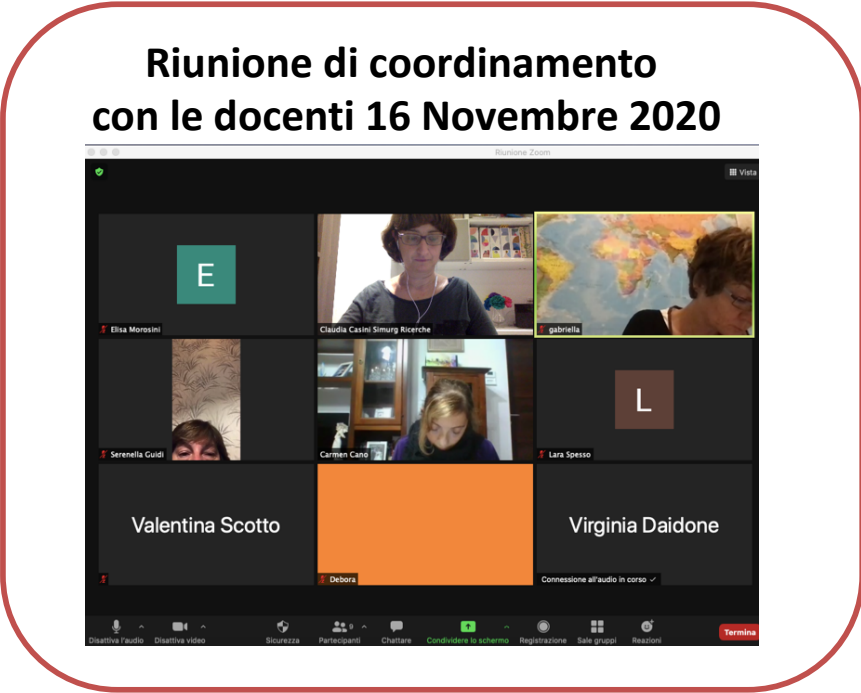 Riunione di coordinamento
con le docenti 16 Novembre 2020
Riunione Zoom
Vista
E
Elisa Morosini
Claudia Casini Simurg Ricerche
gabriella
Serenella Guidi
Carmen Cano
L
Lara Spesso
Valentina Scotto
Debora
Virginia Daidone
Connessione all'audio in corso
Disattiva l'audio
Disattiva video
Sicurezza
9
Partecipanti
Chattare
Condividere lo schermo
Registrazione
Sale gruppi
Reazioni
Termina